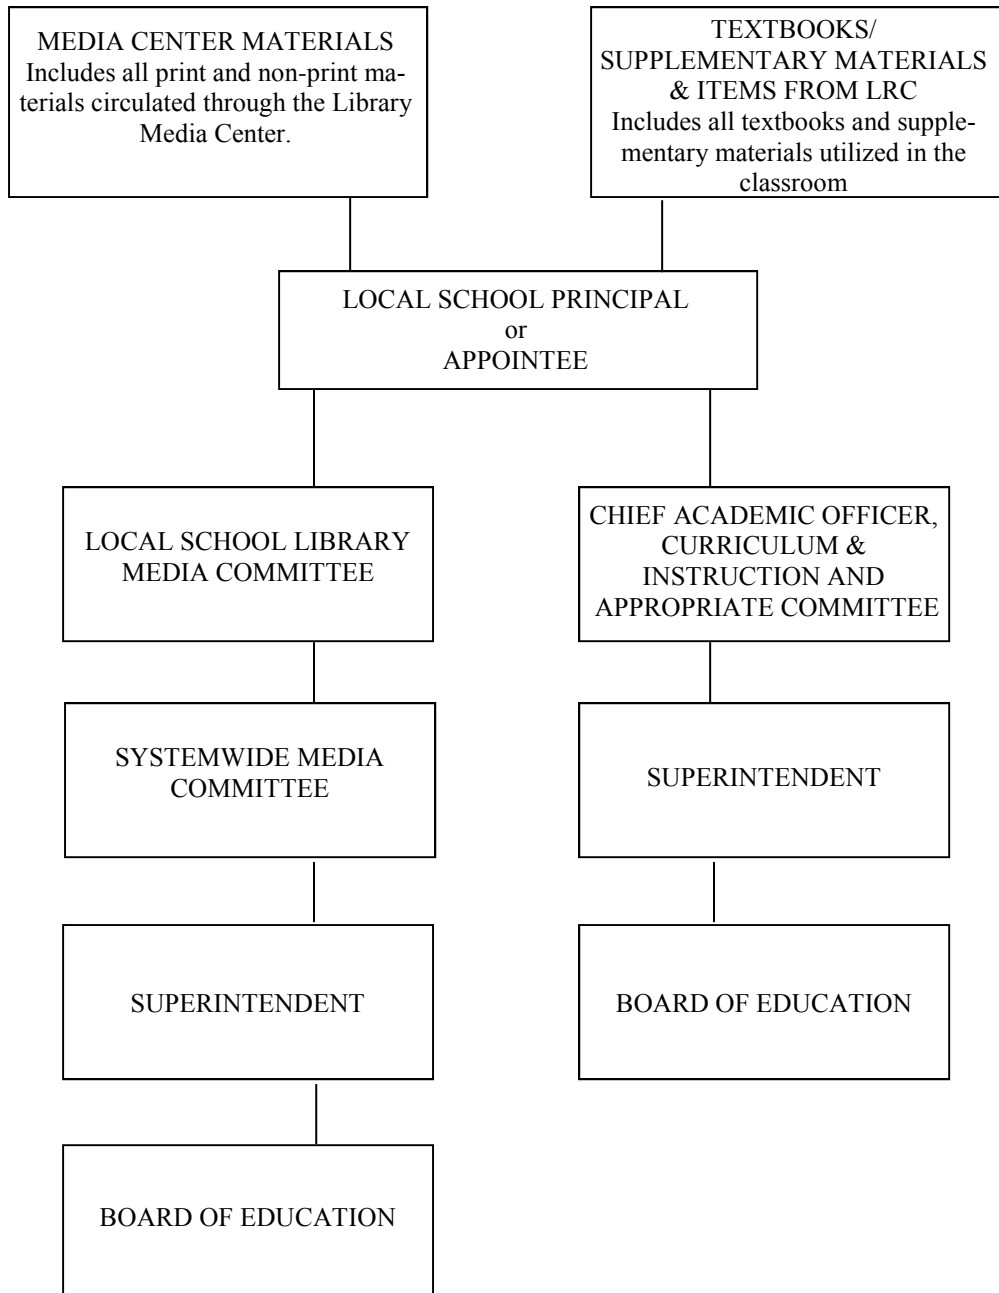 MEDIA CENTER MATERIALS
Includes all print and non-print ma-
terials circulated through the Library
Media Center.
TEXTBOOKS/
SUPPLEMENTARY MATERIALS
& ITEMS FROM LRC
Includes all textbooks and supple-
mentary materials utilized in the
classroom
LOCAL SCHOOL PRINCIPAL
or
APPOINTEE
LOCAL SCHOOL LIBRARY
MEDIA COMMITTEE
CHIEF ACADEMIC OFFICER,
CURRICULUM &
INSTRUCTION AND
APPROPRIATE COMMITTEE
SYSTEMWIDE MEDIA
COMMITTEE
SUPERINTENDENT
SUPERINTENDENT
BOARD OF EDUCATION
BOARD OF EDUCATION